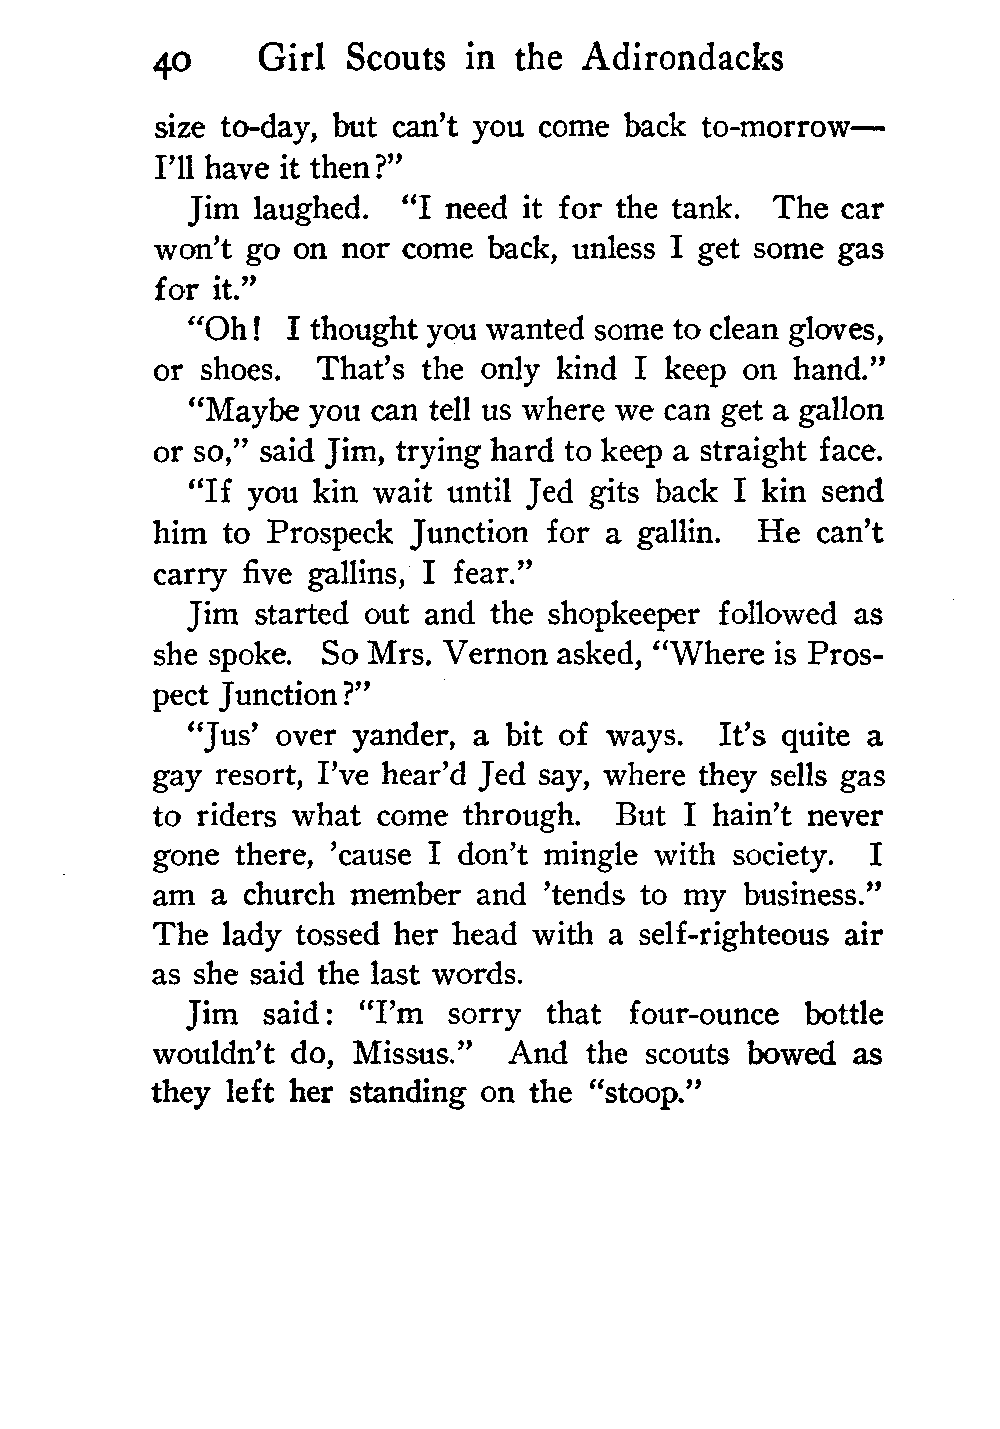 40 Girl Scouts in the Adirondacks
size to-day, but can't you come back to-morrow—
I'll have it then?"
Jim laughed. "I need it for the tank. The car
won't go on nor come back, unless I get some gas
for it."
"Oh! I thought you wanted some to clean gloves,
or shoes. That's the only kind I keep on hand."
"Maybe you can tell us where we can get a gallon
or so," said Jim, trying hard to keep a straight face.
"If you kin wait until Jed gits back I kin send
him to Prospeck Junction for a gallin. He can't
carry five gallins, I fear."
Jim started out and the shopkeeper followed as
she spoke. So Mrs. Vernon asked, "Where is Pros-
pect Junction?"
"Jus' over yander, a bit of ways. It's quite a
gay resort, I've hear'd Jed say, where they sells gas
to riders what come through. But I hain't never
gone there, 'cause I don't mingle with society. I
am a church member and 'tends to my business."
The lady tossed her head with a self-righteous air
as she said the last words.
Jim said: "I'm sorry that four-ounce bottle
wouldn't do, Missus." And the scouts bowed as
they left her standing on the "stoop."